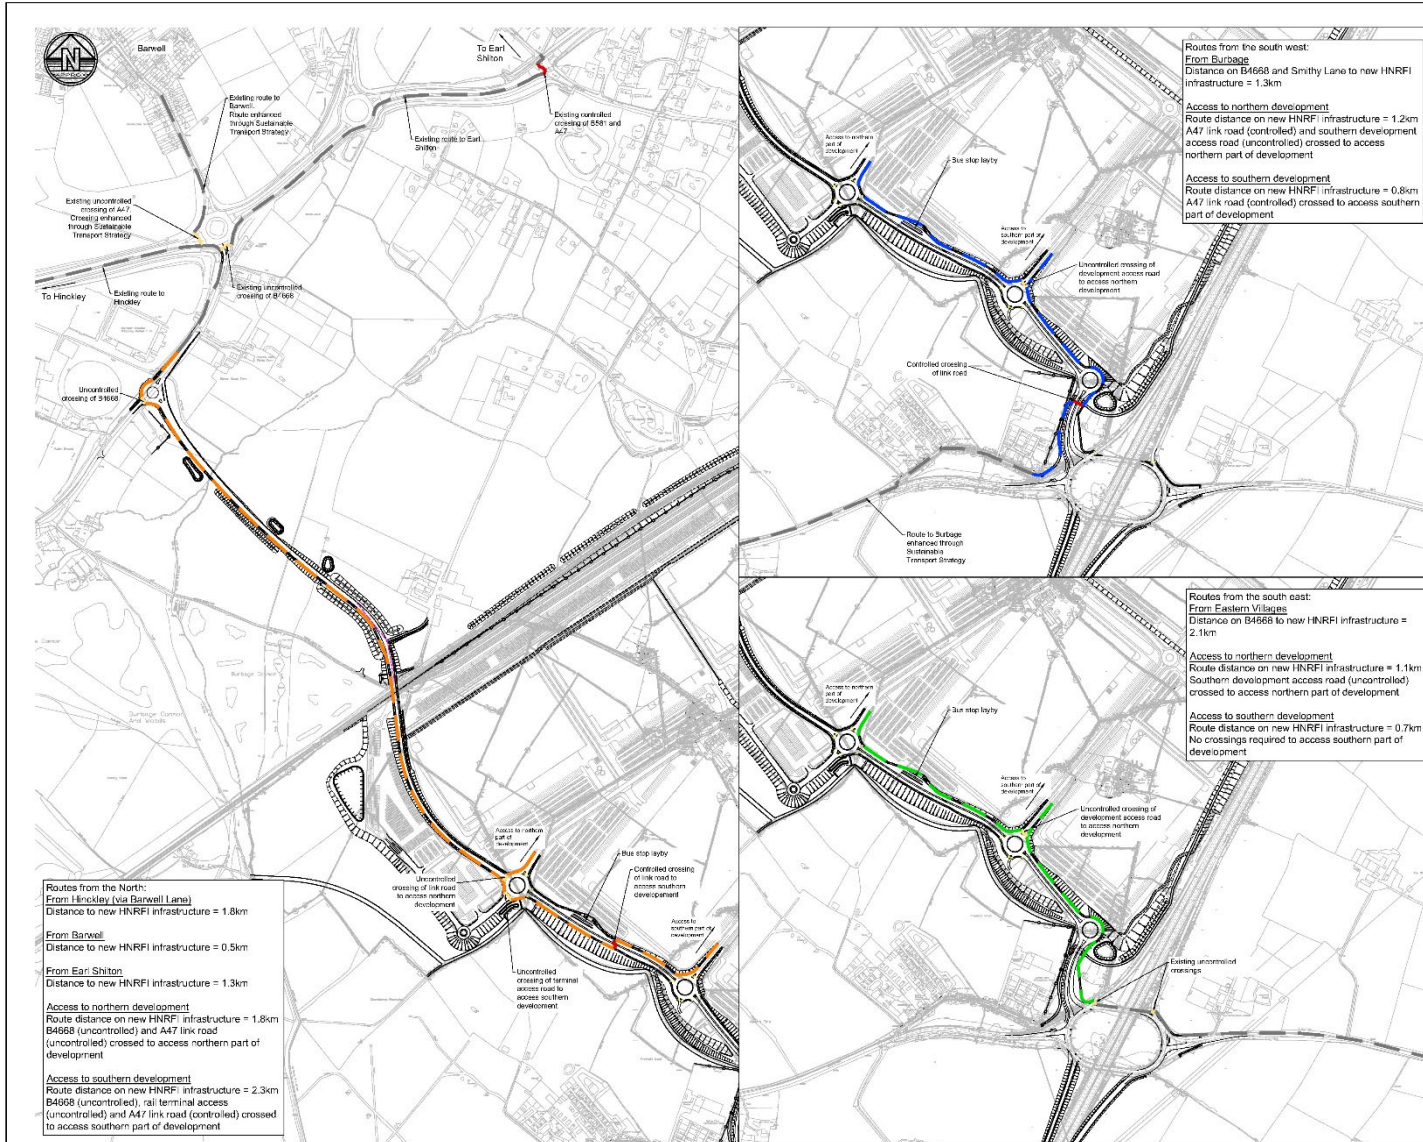 Barwell
To Earl
Shilton
Existing route to
Barwell.
Route enhanced
through Sustainable
Transport Strategy
Existing route to Earl
Shilton
Existing controlled
crossing of B581 and
A47
Existing uncontrolled
crossing of A47.
Crossing enhanced
through Sustainable
Transport Strategy
To Hinckley
Existing route to
Hinckley
Existing uncontrolled
crossing of B4668
Uncontrolled
crossing of B4668
Burbage Common
And Woods
Access to northern
part of
development
Uncontrolled
crossing of link road
to access northern
development
Bus stop layby
Controlled crossing
of link road to
access southern
developement
Access to
southern part of
development
Uncontrolled
crossing of terminal
access road to
access southern
development
Routes from the North:
From Hinckley (via Barwell Lane)
Distance to new HNRFI infrastructure = 1.8km
From Barwell
Distance to new HNRFI infrastructure = 0.5km
From Earl Shilton
Distance to new HNRFI infrastructure = 1.3km
Access to northern development
Route distance on new HNRFI infrastructure = 1.8km
B4668 (uncontrolled) and A47 link road
(uncontrolled) crossed to access northern part of
development
Access to southern development
Route distance on new HNRFI infrastructure = 2.3km
B4668 (uncontrolled), rail terminal access
(uncontrolled) and A47 link road (controlled) crossed
to access southern part of development
Routes from the south west:
From Burbage
Distance on B4668 and Smithy Lane to new HNRFI
infrastructure = 1.3km
Access to northern development
Route distance on new HNRFI infrastructure = 1.2km
A47 link road (controlled) and southern development
access road (uncontrolled) crossed to access
northern part of development
Access to southern development
Route distance on new HNRFI infrastructure = 0.8km
A47 link road (controlled) crossed to access southern
part of development
Access to northern
part of
development
Bus stop layby
Access to
southern part of
development
Uncontrolled crossing of
development access road
to access northern
development
Controlled crossing
of link road
Route to Burbage
enhanced through
Sustainable
Transport Strategy
Routes from the south east:
From Eastern Villages
Distance on B4668 to new HNRFI infrastructure =
2.1km
Access to northern development
Route distance on new HNRFI infrastructure = 1.1km
Southern development access road (uncontrolled)
crossed to access northern part of development
Access to southern development
Route distance on new HNRFI infrastructure = 0.7km
No crossings required to access southern part of
development
Access to northern
part of
development
Bus stop layby
Access to
southern part of
development
Uncontrolled crossing of
development access road
to access northern
development
Existing uncontrolled
crossings